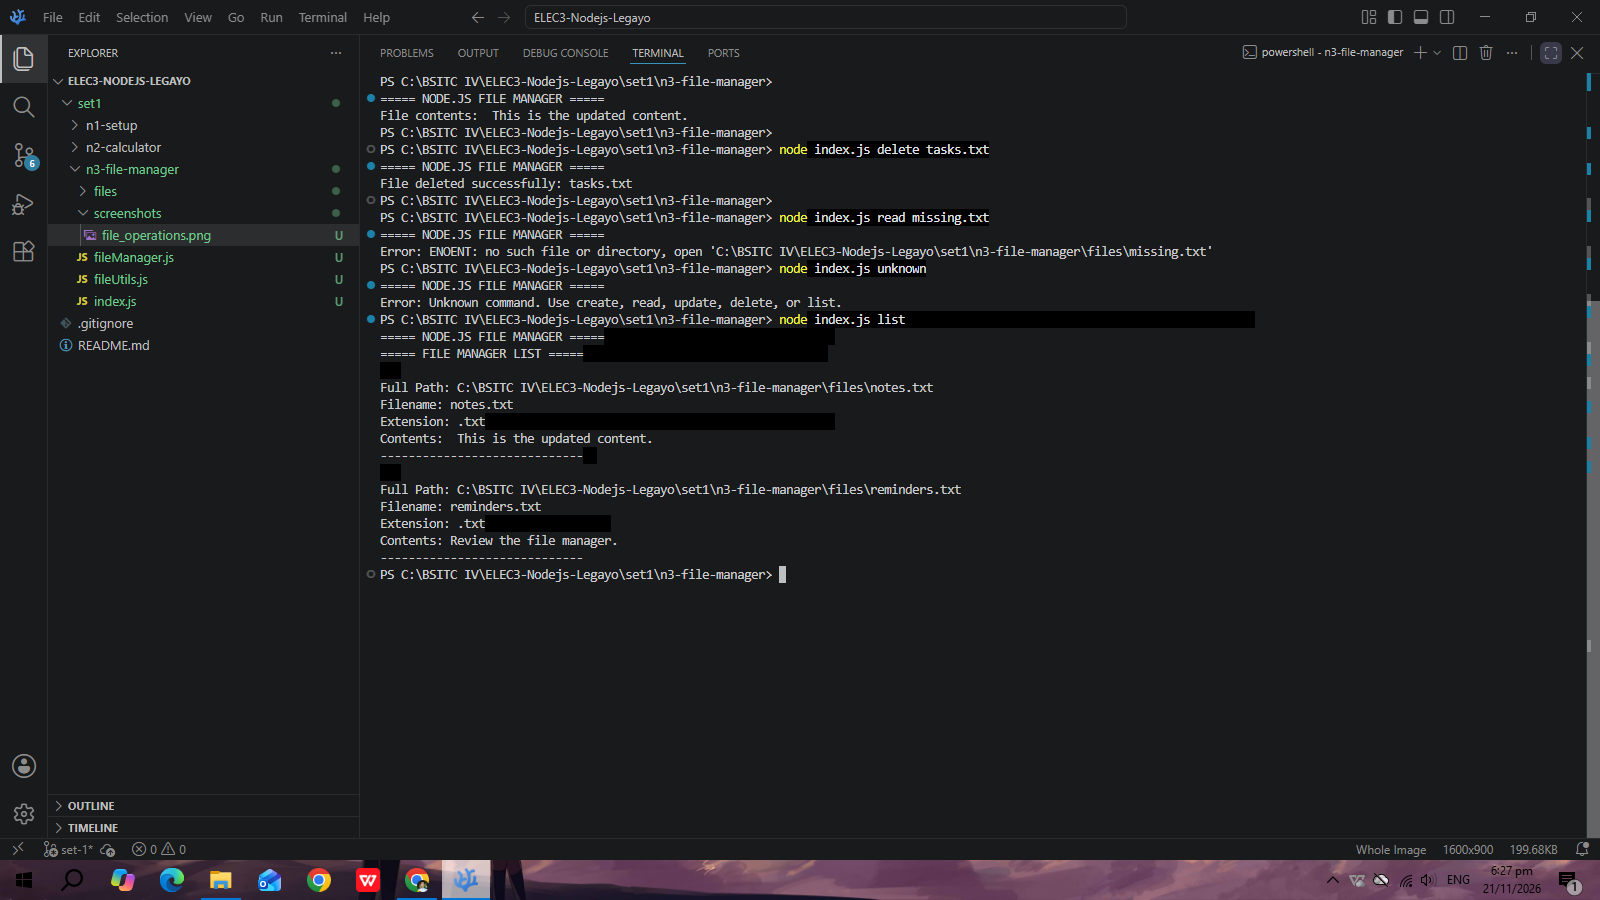 File Edit Selection View Go Run Terminal Help
ELEC3-Nodejs-Legayo
EXPLORER
ELEC3-NODEJS-LEGAYO
set1
n1-setup
n2-calculator
n3-file-manager
files
screenshots
file_operations.png U
JS fileManager.js U
JS fileUtils.js U
JS index.js U
.gitignore
README.md
6
OUTLINE
TIMELINE
PROBLEMS OUTPUT DEBUG CONSOLE TERMINAL PORTS
powershell - n3-file-manager
PS C:\BSITC IV\ELEC3-Nodejs-Legayo\set1\n3-file-manager>
===== NODE.JS FILE MANAGER =====
File contents:  This is the updated content.
PS C:\BSITC IV\ELEC3-Nodejs-Legayo\set1\n3-file-manager>
PS C:\BSITC IV\ELEC3-Nodejs-Legayo\set1\n3-file-manager> node index.js delete tasks.txt
===== NODE.JS FILE MANAGER =====
File deleted successfully: tasks.txt
PS C:\BSITC IV\ELEC3-Nodejs-Legayo\set1\n3-file-manager>
PS C:\BSITC IV\ELEC3-Nodejs-Legayo\set1\n3-file-manager> node index.js read missing.txt
===== NODE.JS FILE MANAGER =====
Error: ENOENT: no such file or directory, open 'C:\BSITC IV\ELEC3-Nodejs-Legayo\set1\n3-file-manager\files\missing.txt'
PS C:\BSITC IV\ELEC3-Nodejs-Legayo\set1\n3-file-manager> node index.js unknown
===== NODE.JS FILE MANAGER =====
Error: Unknown command. Use create, read, update, delete, or list.
PS C:\BSITC IV\ELEC3-Nodejs-Legayo\set1\n3-file-manager> node index.js list
===== NODE.JS FILE MANAGER =====
===== FILE MANAGER LIST =====
Full Path: C:\BSITC IV\ELEC3-Nodejs-Legayo\set1\n3-file-manager\files\notes.txt
Filename: notes.txt
Extension: .txt
Contents:  This is the updated content.
-----------------------------
Full Path: C:\BSITC IV\ELEC3-Nodejs-Legayo\set1\n3-file-manager\files\reminders.txt
Filename: reminders.txt
Extension: .txt
Contents: Review the file manager.
-----------------------------
PS C:\BSITC IV\ELEC3-Nodejs-Legayo\set1\n3-file-manager>
set-1* 0 0
Whole Image 1600x900 199.68KB
ENG
6:27 pm
21/11/2026
1